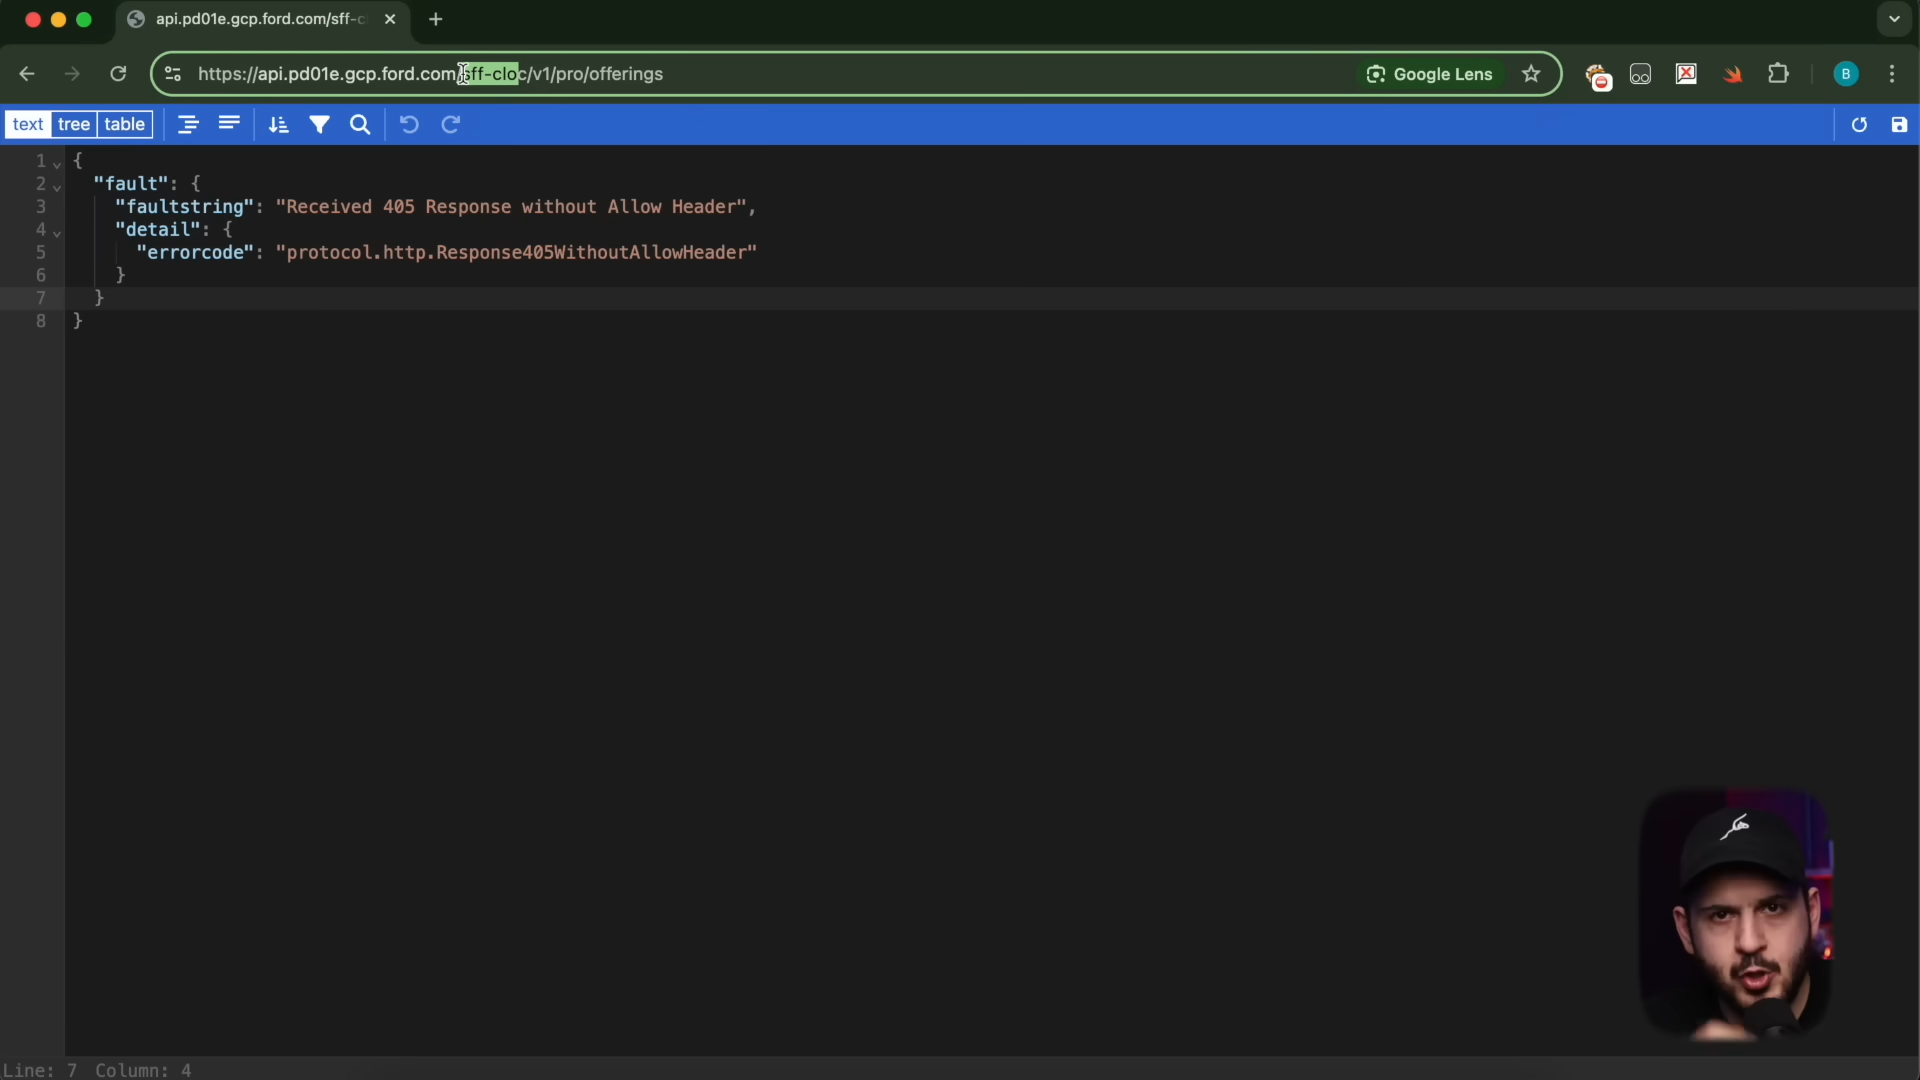 api.pd01e.gcp.ford.com/sff-c
https://api.pd01e.gcp.ford.com/sff-cloc/v1/pro/offerings
Google Lens
B
text tree table
1 {
2 "fault": {
3 "faultstring": "Received 405 Response without Allow Header",
4 "detail": {
5 "errorcode": "protocol.http.Response405WithoutAllowHeader"
6 }
7 }
8 }
Line: 7 Column: 4